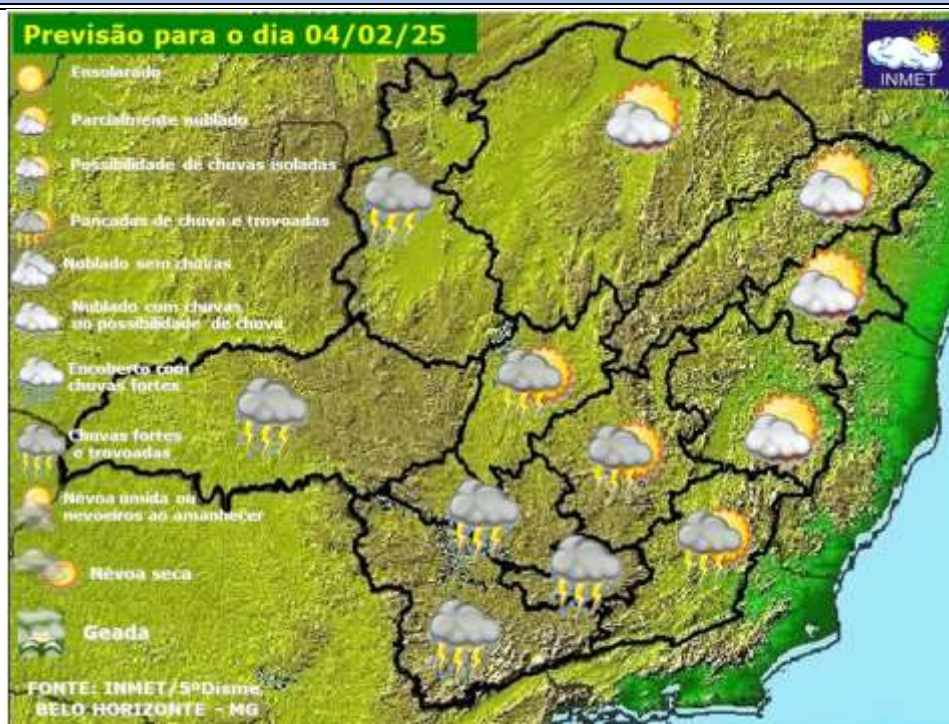 Previsão para o dia 04/02/25
INMET
Ensolarado
Parcialmente nublado
Possibilidade de chuvas isoladas
Pancadas de chuva e trovoadas
Nublado sem chuvas
Nublado com chuvas
ou possibilidade de chuva
Encoberto com
chuvas fortes
Chuvas fortes
e trovoadas
Névoa úmida ou
nevoeiros ao amanhecer
Névoa seca
Geada
FONTE: INMET/5ºDisme
BELO HORIZONTE - MG